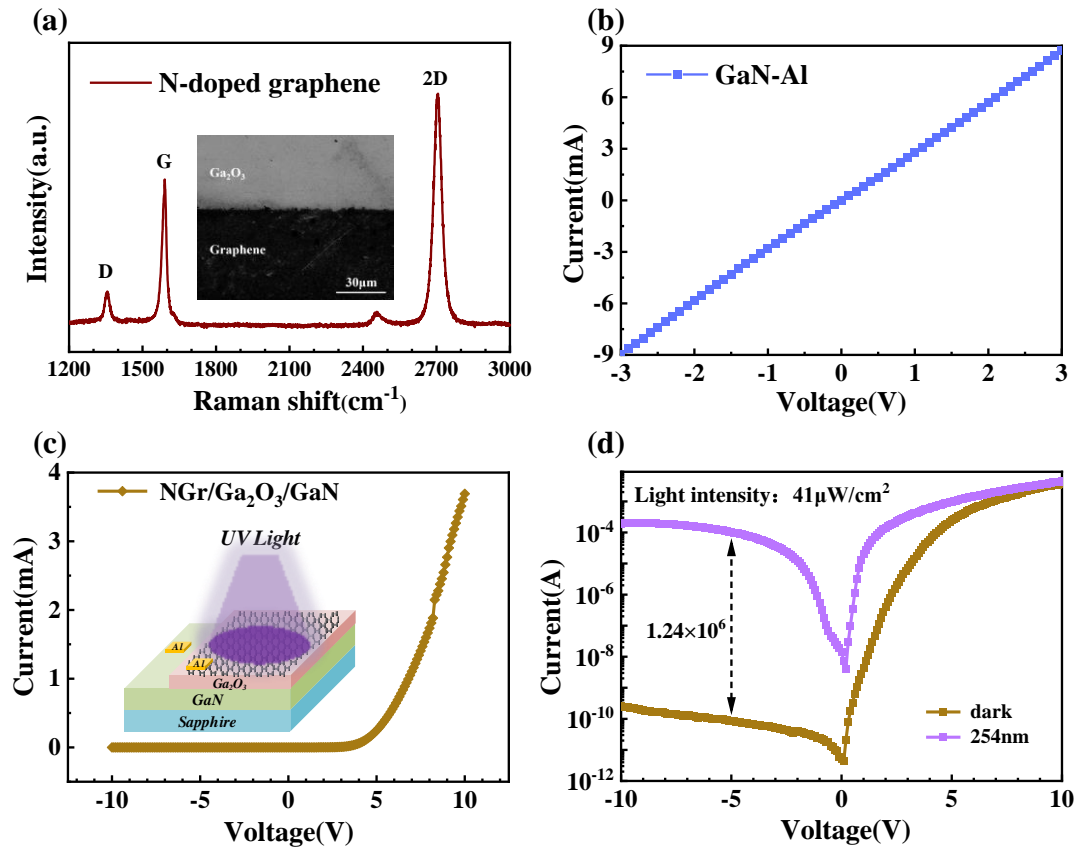 (a)
N-doped graphene
2D
G
D
Ga₂O₃
Graphene
30μm
Intensity(a.u.)
1200 1500 1800 2100 2400 2700 3000
Raman shift(cm⁻¹)
(b)
GaN-Al
9
6
3
0
-3
-6
-9
Current(mA)
-3 -2 -1 0 1 2 3
Voltage(V)
(c)
NGr/Ga₂O₃/GaN
UV Light
Al
Al
Ga₂O₃
GaN
Sapphire
4
3
2
1
0
Current(mA)
-10 -5 0 5 10
Voltage(V)
(d)
Light intensity：41μW/cm²
1.24×10⁶
dark
254nm
10⁻⁴
10⁻⁶
10⁻⁸
10⁻¹⁰
10⁻¹²
Current(A)
-10 -5 0 5 10
Voltage(V)